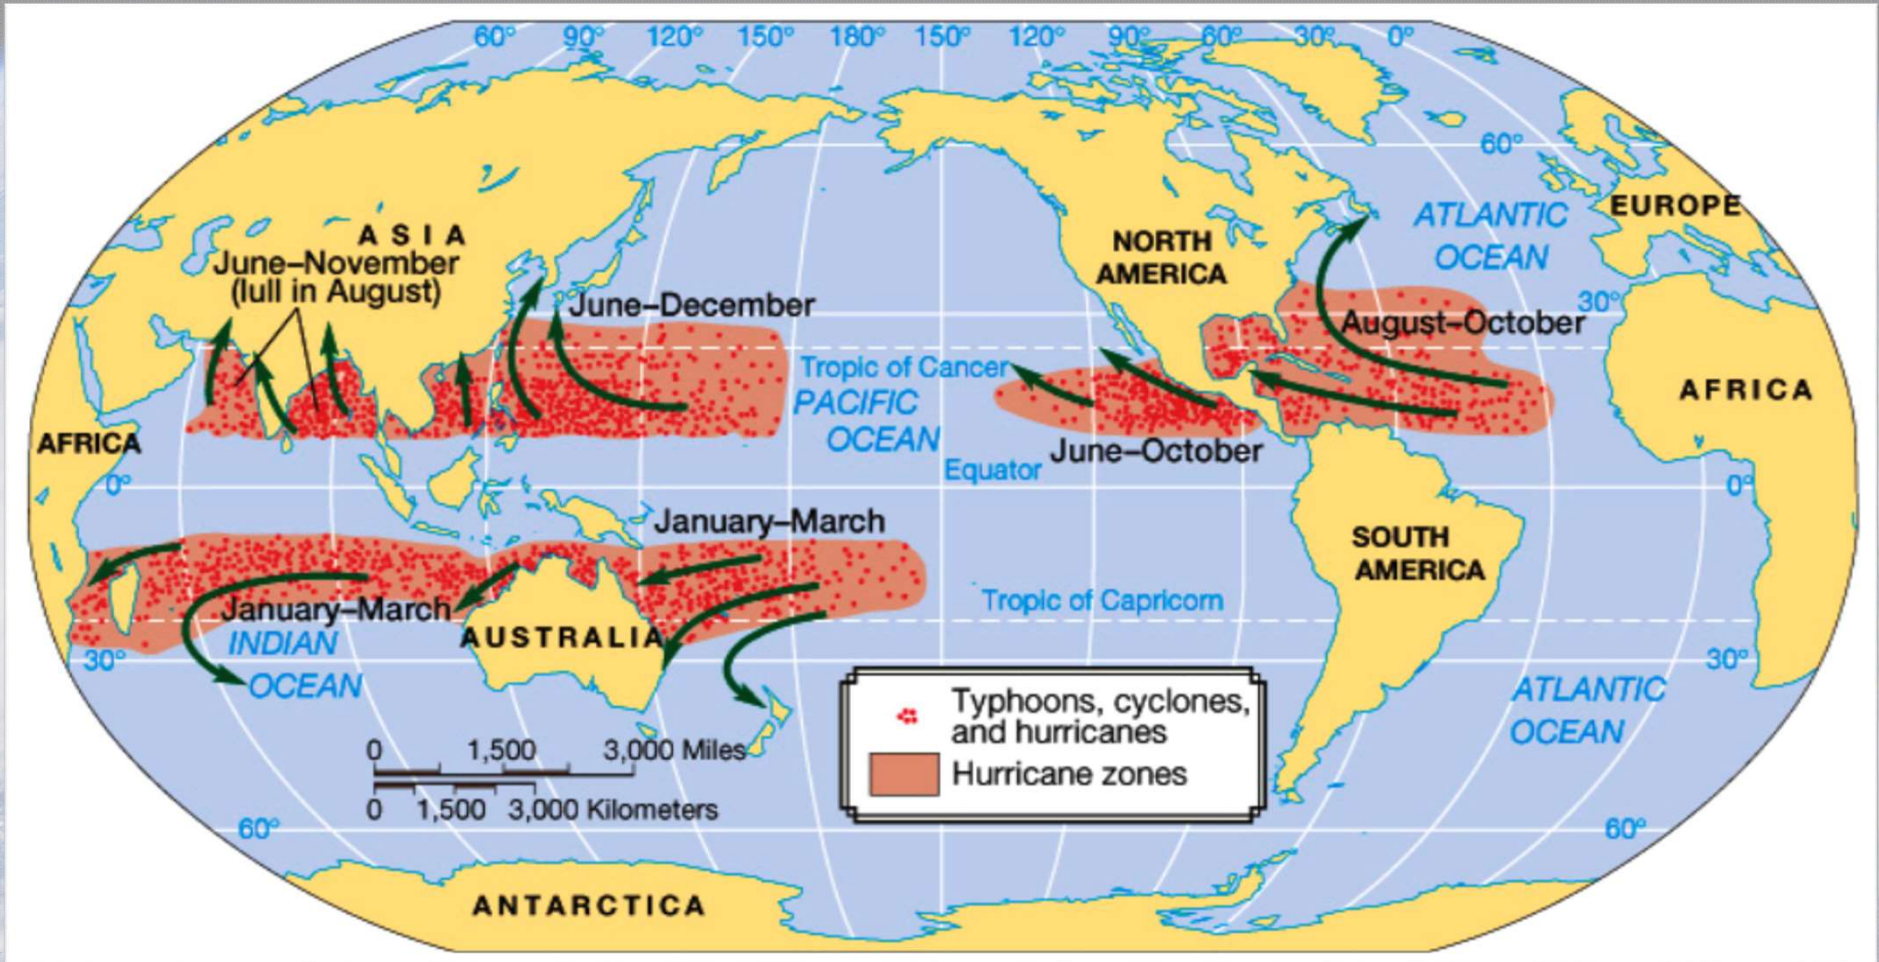 60° 90° 120° 150° 180° 150° 120° 90° 60° 30° 0°
60°
ATLANTIC
OCEAN
EUROPE
ASIA
June–November
(lull in August)
NORTH
AMERICA
June–December
30°
August–October
Tropic of Cancer
PACIFIC
OCEAN
AFRICA
AFRICA
June–October
Equator
0°
0°
January–March
SOUTH
AMERICA
January–March
Tropic of Capricorn
INDIAN
OCEAN
AUSTRALIA
30°
30°
ATLANTIC
OCEAN
Typhoons, cyclones,
and hurricanes
Hurricane zones
0 1,500 3,000 Miles
0 1,500 3,000 Kilometers
60°
60°
ANTARCTICA